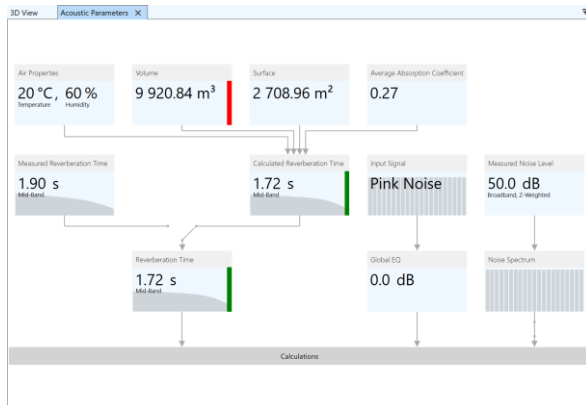 3D View
Acoustic Parameters
Air Properties
Volume
Surface
Average Absorption Coefficient
20 °C, 60 %
Temperature Humidity
9 920.84 m³
2 708.96 m²
0.27
Measured Reverberation Time
Calculated Reverberation Time
Input Signal
Measured Noise Level
1.90 s
Mid-Band
1.72 s
Mid-Band
Pink Noise
50.0 dB
Broadband, Z-Weighted
Reverberation Time
Global EQ
Noise Spectrum
1.72 s
Mid-Band
0.0 dB
Calculations